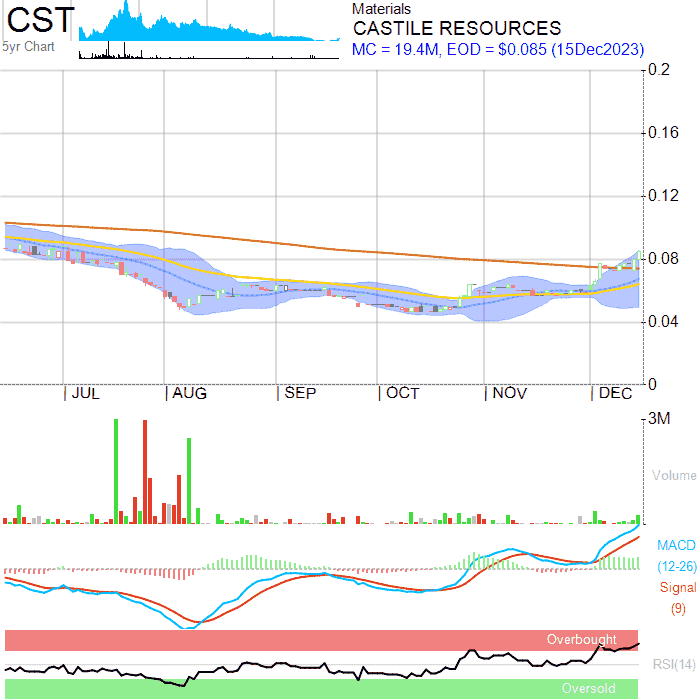 CST
5yr Chart
Materials
CASTILE RESOURCES
MC = 19.4M, EOD = $0.085 (15Dec2023)
0.2
0.16
0.12
0.08
0.04
0
JUL
AUG
SEP
OCT
NOV
DEC
3M
Volume
MACD
(12-26)
Signal
(9)
Overbought
RSI(14)
Oversold